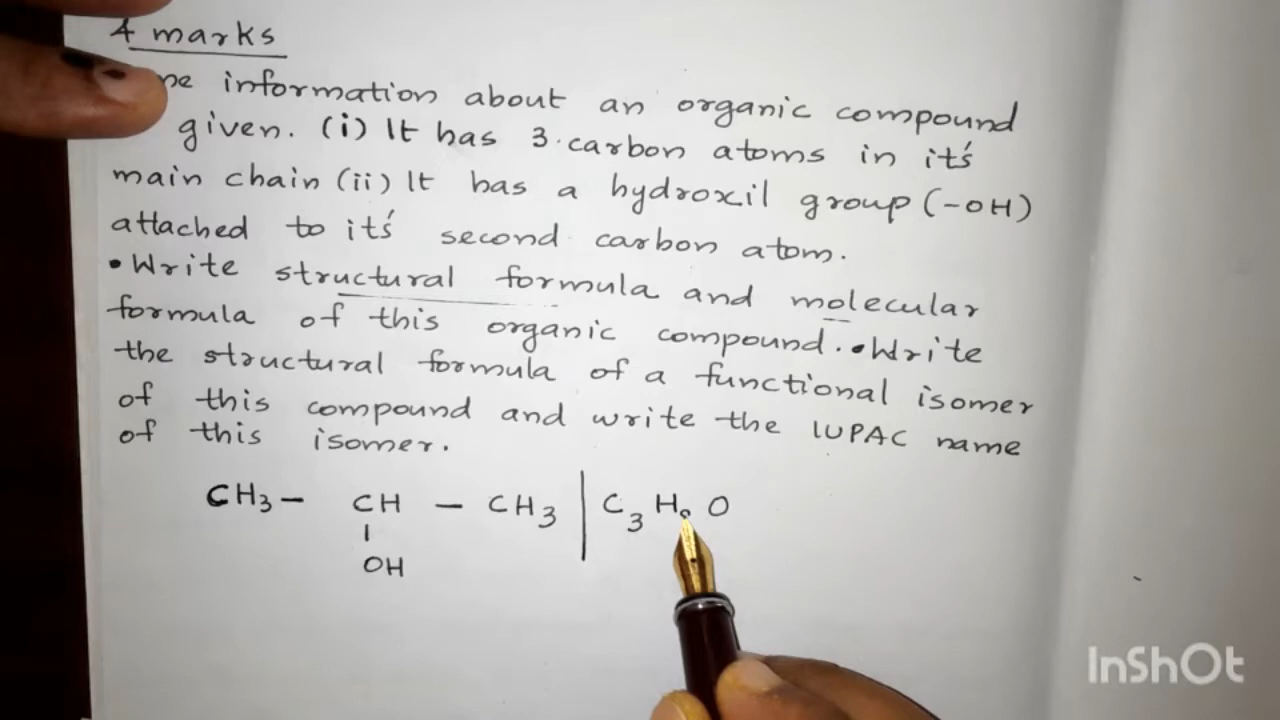 4 marks
information about an organic compound
given. (i) It has 3 carbon atoms in it's
main chain (ii) It has a hydroxil group (-OH)
attached to it's second carbon atom.
• Write structural formula and molecular
formula of this organic compound. • Write
the structural formula of a functional isomer
of this compound and write the IUPAC name
of this isomer.
CH3 - CH - CH3 | C3 H O
OH
InShOt